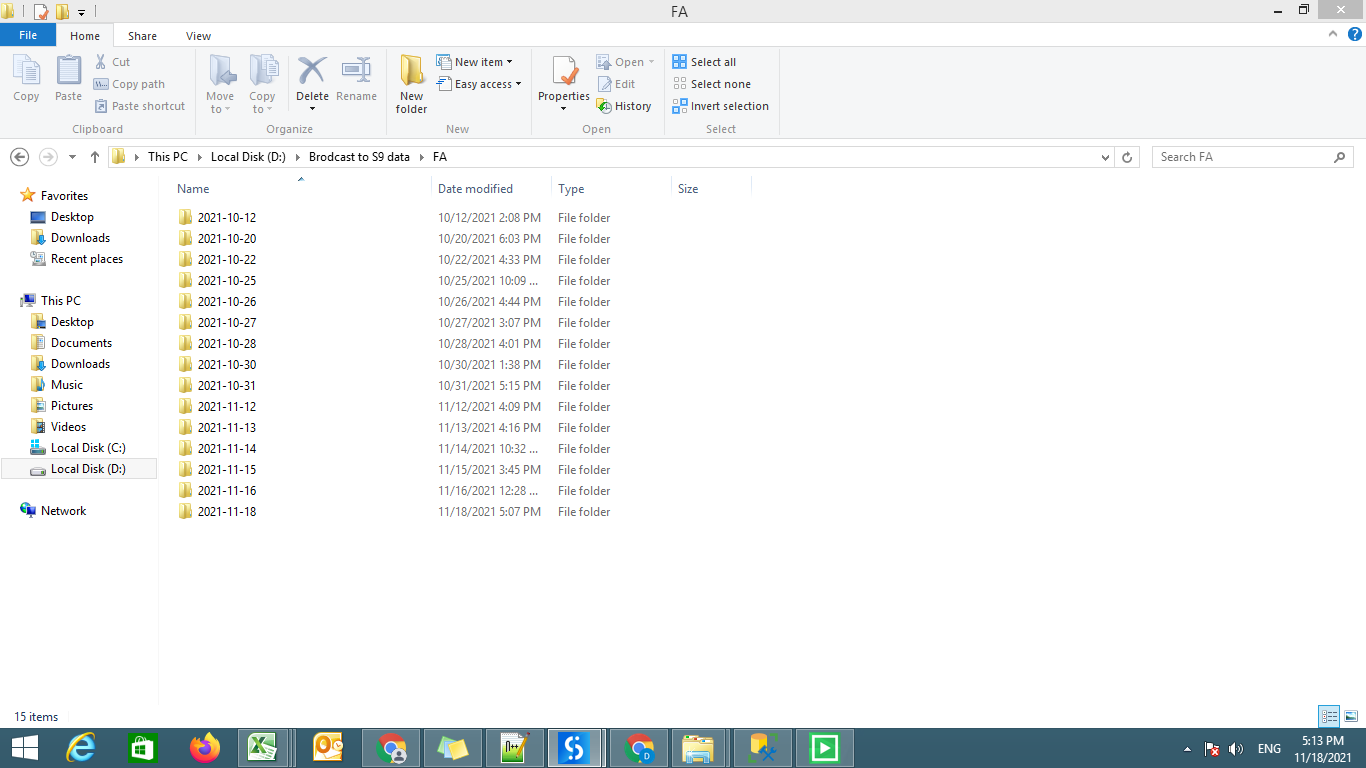 FA
File Home Share View
Copy Paste Cut Copy path Paste shortcut Move to Copy to Delete Rename New folder New item Easy access Properties Open Edit History Select all Select none Invert selection
Clipboard Organize New Open Select
This PC Local Disk (D:) Brodcast to S9 data FA Search FA
Name Date modified Type Size
Favorites
Desktop
Downloads
Recent places
This PC
Desktop
Documents
Downloads
Music
Pictures
Videos
Local Disk (C:)
Local Disk (D:)
Network
2021-10-12 10/12/2021 2:08 PM File folder
2021-10-20 10/20/2021 6:03 PM File folder
2021-10-22 10/22/2021 4:33 PM File folder
2021-10-25 10/25/2021 10:09 ... File folder
2021-10-26 10/26/2021 4:44 PM File folder
2021-10-27 10/27/2021 3:07 PM File folder
2021-10-28 10/28/2021 4:01 PM File folder
2021-10-30 10/30/2021 1:38 PM File folder
2021-10-31 10/31/2021 5:15 PM File folder
2021-11-12 11/12/2021 4:09 PM File folder
2021-11-13 11/13/2021 4:16 PM File folder
2021-11-14 11/14/2021 10:32 ... File folder
2021-11-15 11/15/2021 3:45 PM File folder
2021-11-16 11/16/2021 12:28 ... File folder
2021-11-18 11/18/2021 5:07 PM File folder
15 items
ENG 5:13 PM
11/18/2021